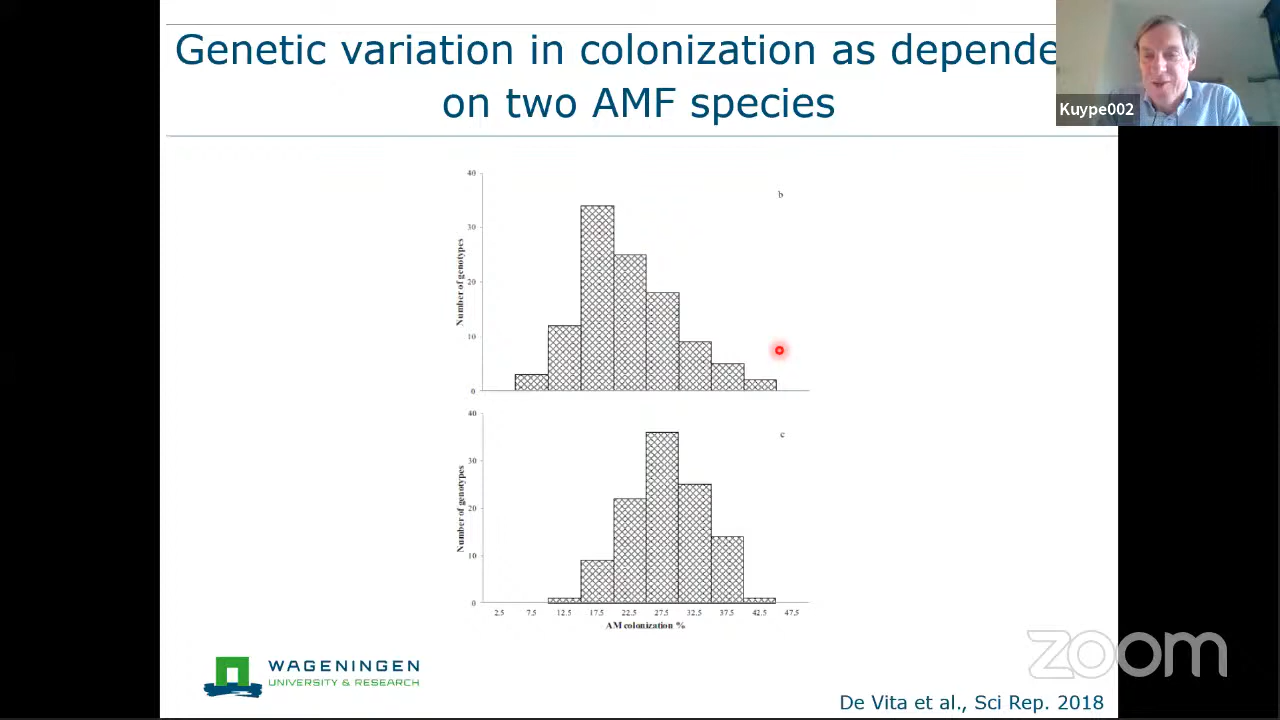 Genetic variation in colonization as depende
on two AMF species
Kuype002
40
b
30
20
10
0
Number of genotypes
40
c
30
20
10
0
Number of genotypes
2.5 7.5 12.5 17.5 22.5 27.5 32.5 37.5 42.5 47.5
AM colonization %
WAGENINGEN
UNIVERSITY & RESEARCH
zoom
De Vita et al., Sci Rep. 2018